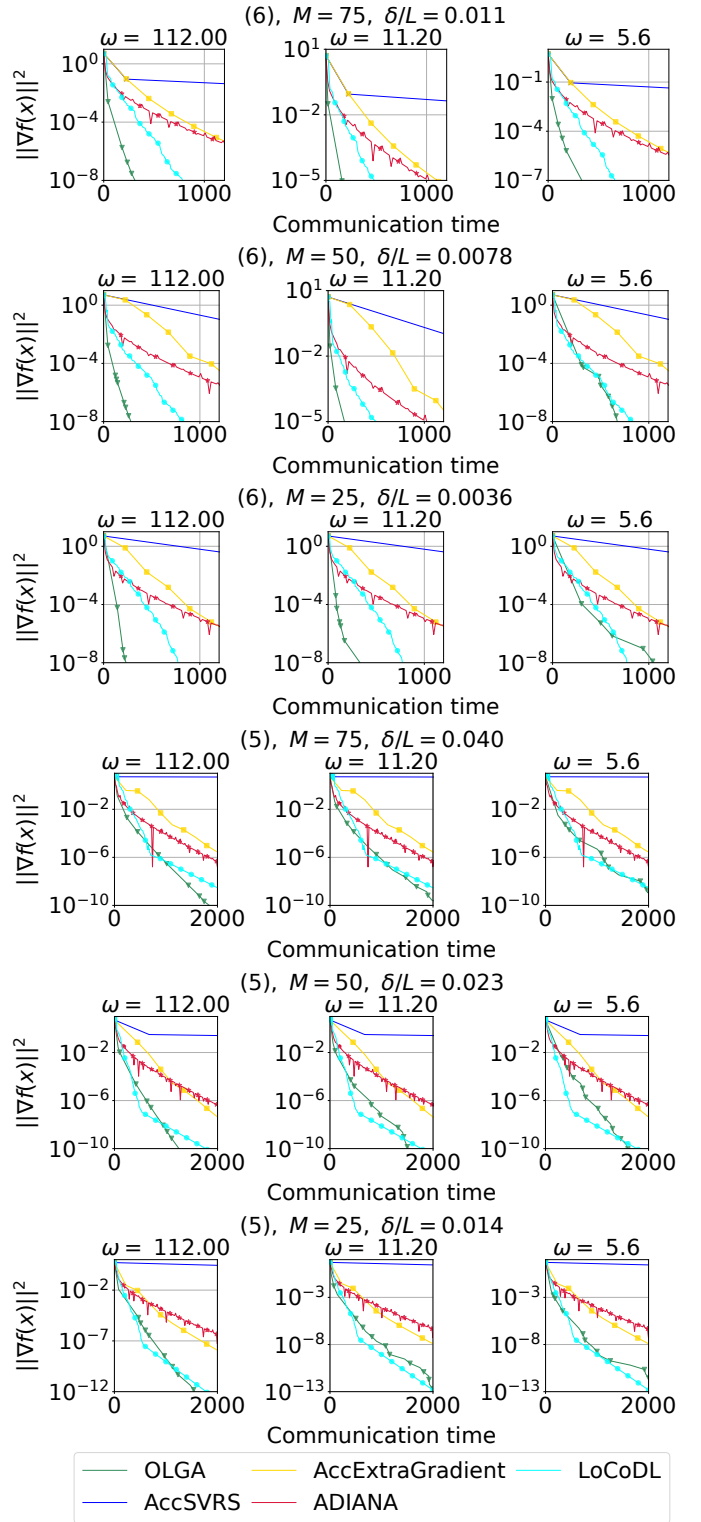 (6), M = 75, δ/L = 0.011
ω = 112.00 ω = 11.20 ω = 5.6
||∇f(x)||²
10⁰ 10⁻⁴ 10⁻⁸
10¹ 10⁻² 10⁻⁵
10⁻¹ 10⁻⁴ 10⁻⁷
0 1000 0 1000 0 1000
Communication time
(6), M = 50, δ/L = 0.0078
ω = 112.00 ω = 11.20 ω = 5.6
||∇f(x)||²
10⁰ 10⁻⁴ 10⁻⁸
10¹ 10⁻² 10⁻⁵
10⁰ 10⁻⁴ 10⁻⁸
0 1000 0 1000 0 1000
Communication time
(6), M = 25, δ/L = 0.0036
ω = 112.00 ω = 11.20 ω = 5.6
||∇f(x)||²
10⁰ 10⁻⁴ 10⁻⁸
10⁰ 10⁻⁴ 10⁻⁸
10⁰ 10⁻⁴ 10⁻⁸
0 1000 0 1000 0 1000
Communication time
(5), M = 75, δ/L = 0.040
ω = 112.00 ω = 11.20 ω = 5.6
||∇f(x)||²
10⁻² 10⁻⁶ 10⁻¹⁰
10⁻² 10⁻⁶ 10⁻¹⁰
10⁻² 10⁻⁶ 10⁻¹⁰
0 2000 0 2000 0 2000
Communication time
(5), M = 50, δ/L = 0.023
ω = 112.00 ω = 11.20 ω = 5.6
||∇f(x)||²
10⁻² 10⁻⁶ 10⁻¹⁰
10⁻² 10⁻⁶ 10⁻¹⁰
10⁻² 10⁻⁶ 10⁻¹⁰
0 2000 0 2000 0 2000
Communication time
(5), M = 25, δ/L = 0.014
ω = 112.00 ω = 11.20 ω = 5.6
||∇f(x)||²
10⁻² 10⁻⁷ 10⁻¹²
10⁻³ 10⁻⁸ 10⁻¹³
10⁻³ 10⁻⁸ 10⁻¹³
0 2000 0 2000 0 2000
Communication time
OLGA AccExtraGradient LoCoDL
AccSVRS ADIANA